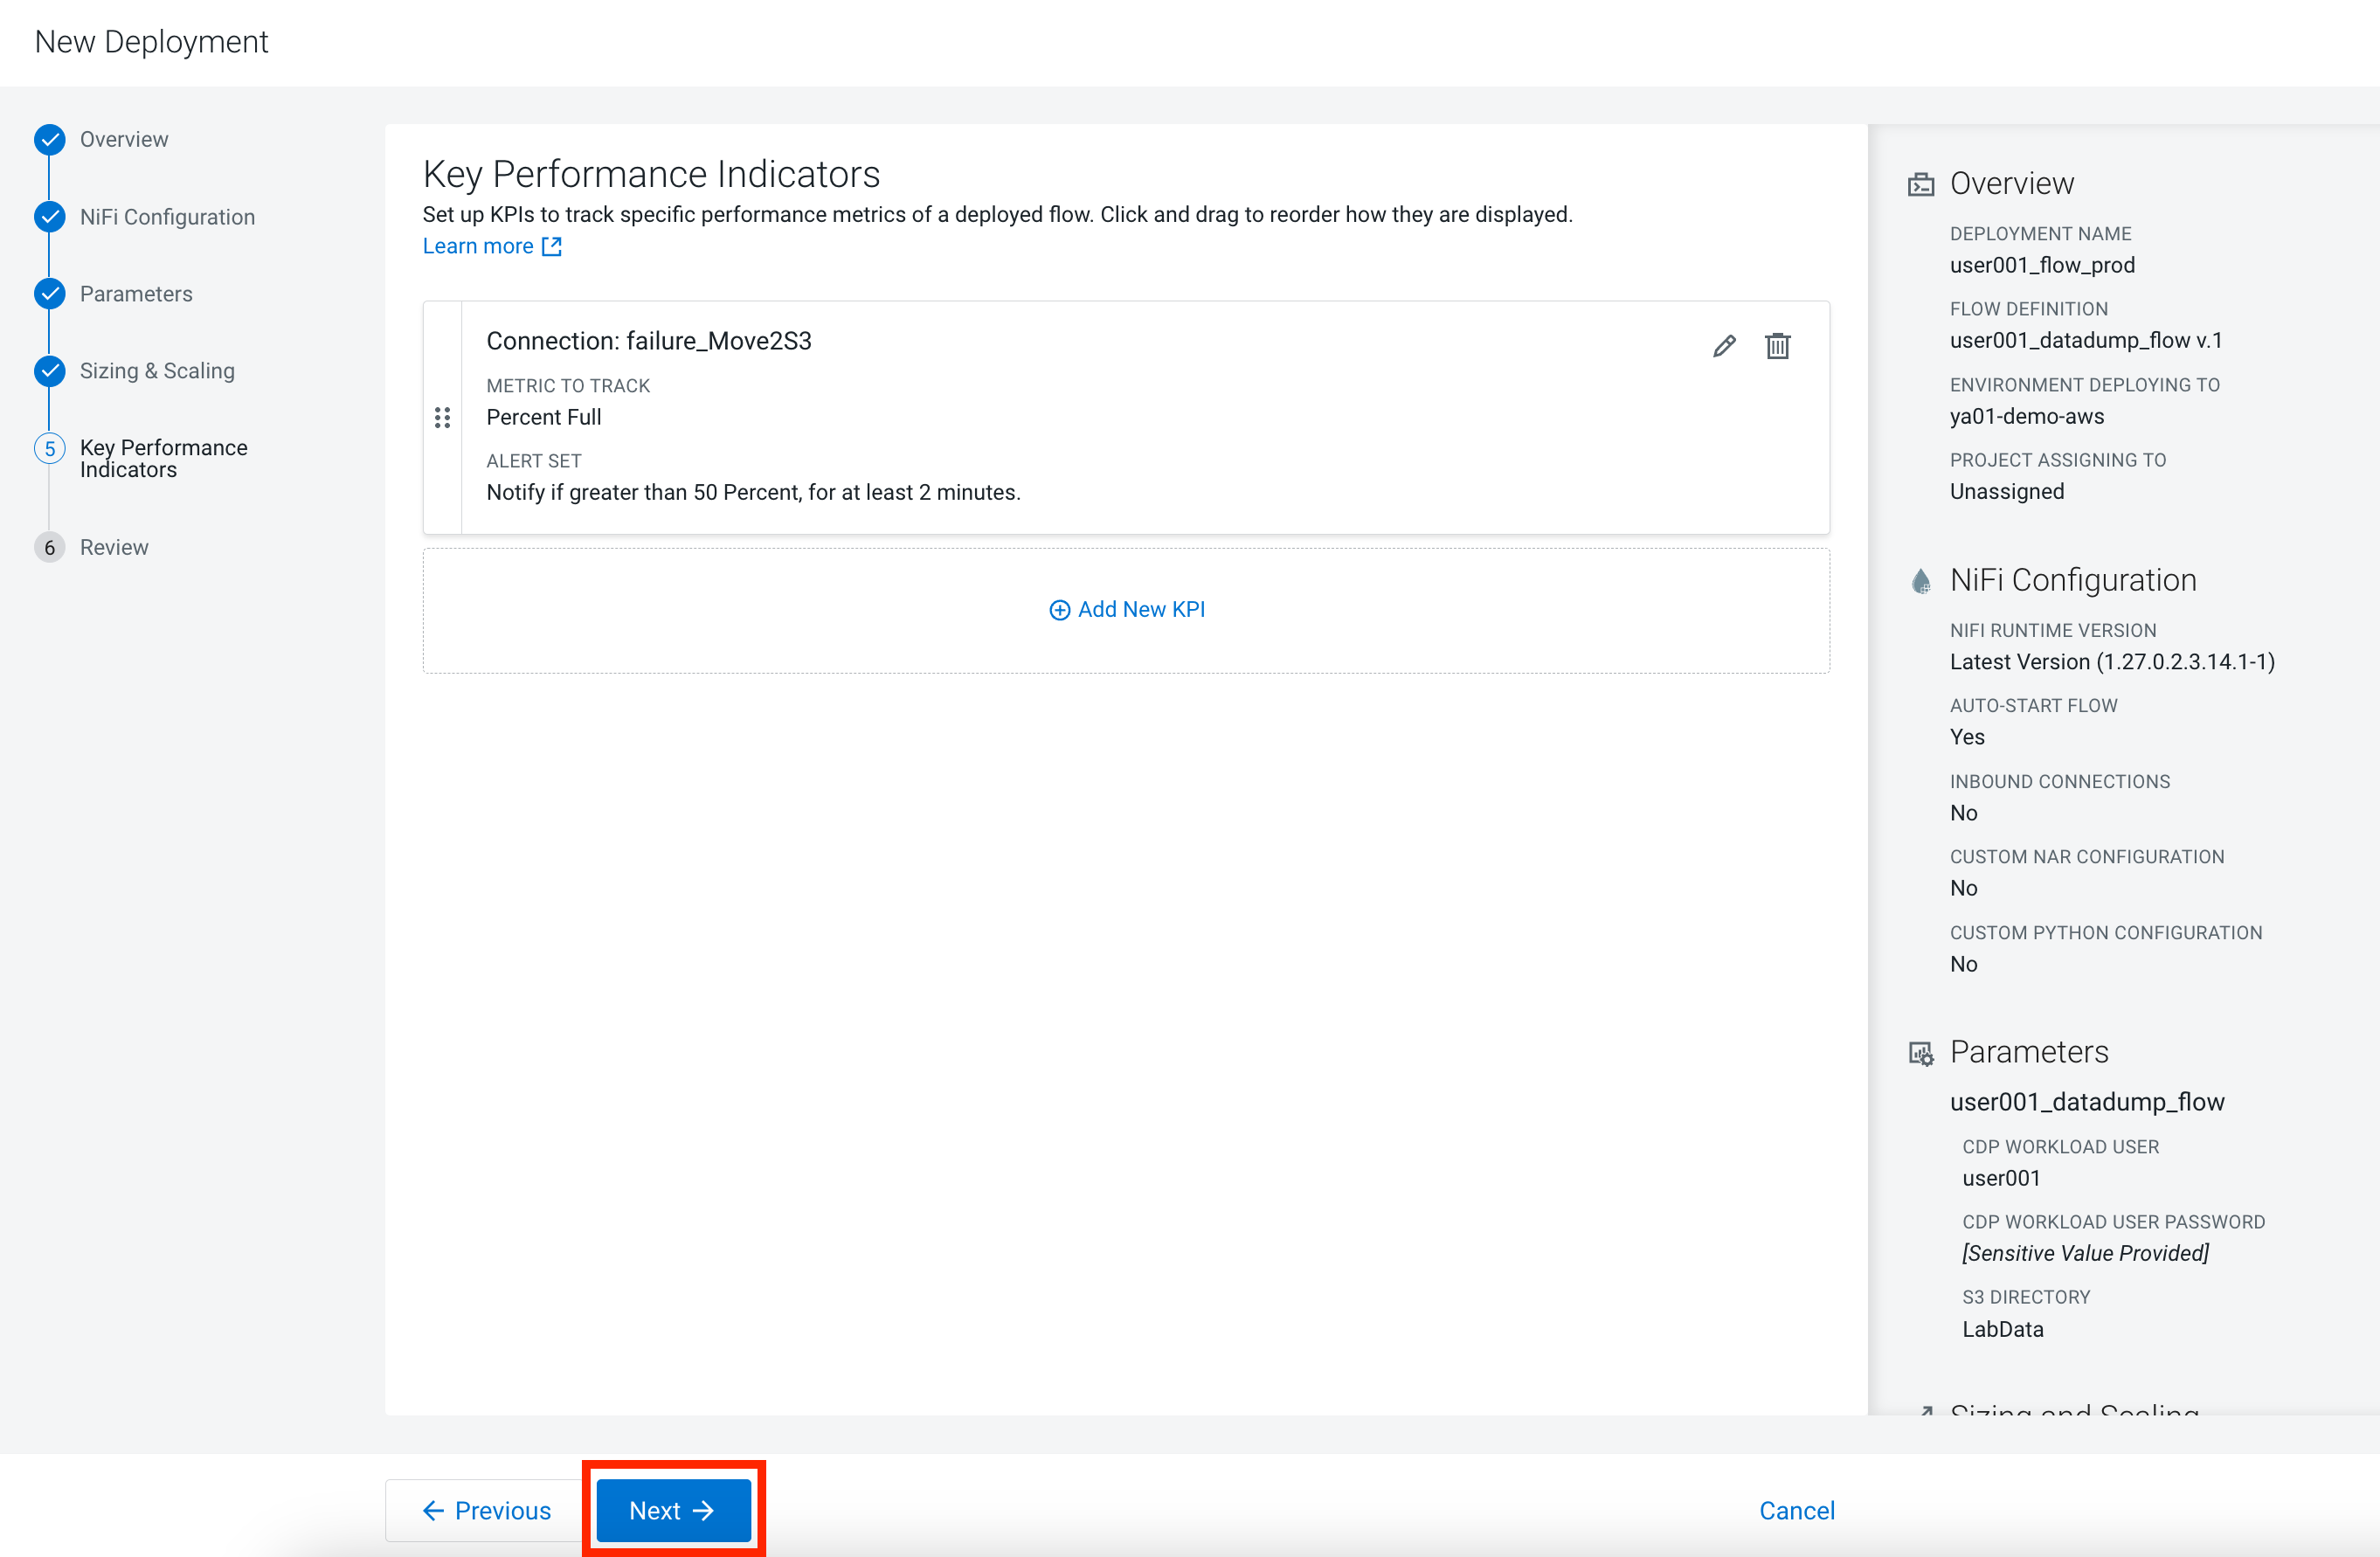 New Deployment
Overview
NiFi Configuration
Parameters
Sizing & Scaling
5
Key Performance
Indicators
6
Review
Key Performance Indicators
Set up KPIs to track specific performance metrics of a deployed flow. Click and drag to reorder how they are displayed.
Learn more
Connection: failure_Move2S3
METRIC TO TRACK
Percent Full
ALERT SET
Notify if greater than 50 Percent, for at least 2 minutes.
Add New KPI
Overview
DEPLOYMENT NAME
user001_flow_prod
FLOW DEFINITION
user001_datadump_flow v.1
ENVIRONMENT DEPLOYING TO
ya01-demo-aws
PROJECT ASSIGNING TO
Unassigned
NiFi Configuration
NIFI RUNTIME VERSION
Latest Version (1.27.0.2.3.14.1-1)
AUTO-START FLOW
Yes
INBOUND CONNECTIONS
No
CUSTOM NAR CONFIGURATION
No
CUSTOM PYTHON CONFIGURATION
No
Parameters
user001_datadump_flow
CDP WORKLOAD USER
user001
CDP WORKLOAD USER PASSWORD
[Sensitive Value Provided]
S3 DIRECTORY
LabData
Sizing and Scaling
Previous
Next
Cancel